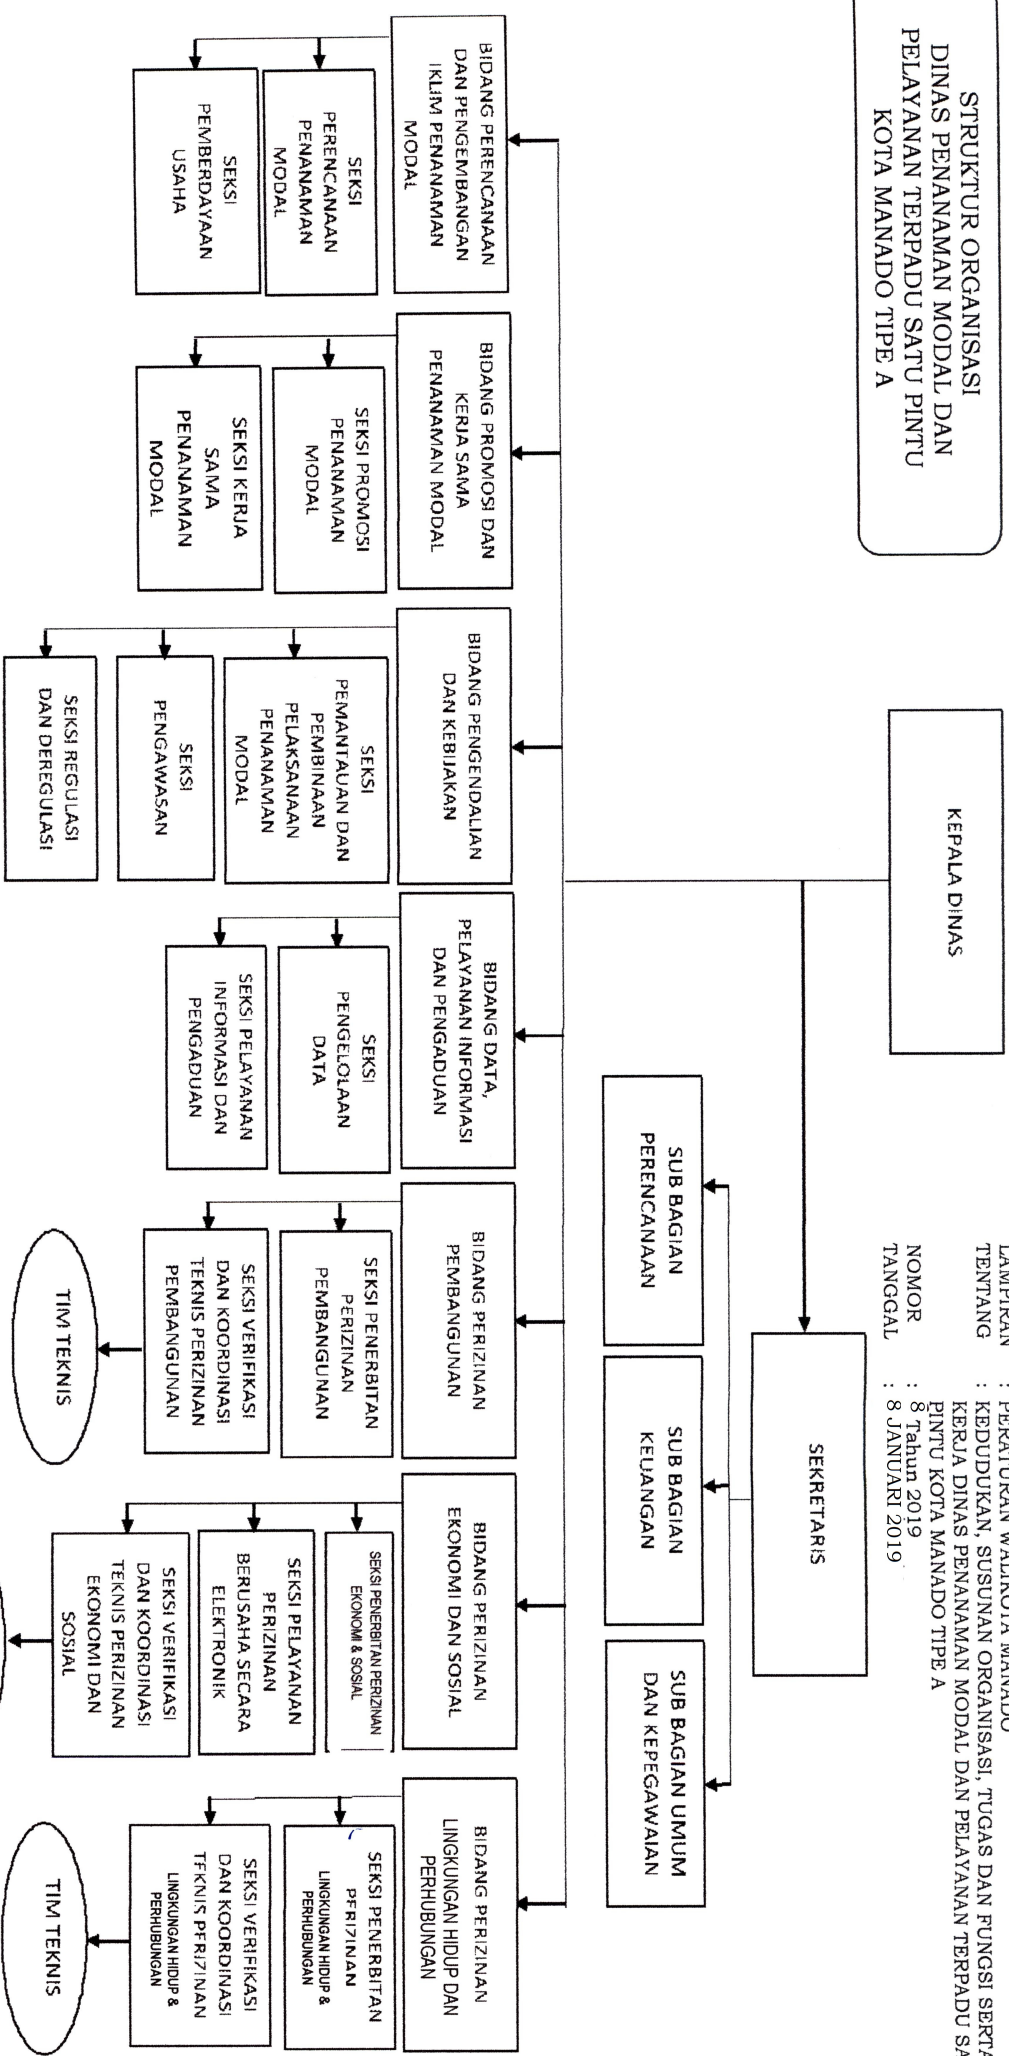 STRUKTUR ORGANISASI
DINAS PENANAMAN MODAL DAN
PELAYANAN TERPADU SATU PINTU
KOTA MANADO TIPE A
LAMPIRAN : PERATURAN WALIKOTA MANADO
TENTANG : KEDUDUKAN, SUSUNAN ORGANISASI, TUGAS DAN FUNGSI SERTA
KERJA DINAS PENANAMAN MODAL DAN PELAYANAN TERPADU SA
PINTU KOTA MANADO TIPE A
NOMOR : 8 Tahun 2019
TANGGAL : 8 JANUARI 2019
KEPALA DINAS
SEKRETARIS
SUB BAGIAN
PERENCANAAN
SUB BAGIAN
KEUANGAN
SUB BAGIAN UMUM
DAN KEPEGAWAIAN
BIDANG PERENCANAAN
DAN PENGEMBANGAN
IKLIM PENANAMAN
MODAL
SEKSI
PERENCANAAN
PENANAMAN
MODAL
SEKSI
PEMBERDAYAAN
USAHA
BIDANG PROMOSI DAN
KERJA SAMA
PENANAMAN MODAL
SEKSI PROMOSI
PENANAMAN
MODAL
SEKSI KERJA
SAMA
PENANAMAN
MODAL
BIDANG PENGENDALIAN
DAN KEBIJAKAN
SEKSI
PEMANTAUAN DAN
PEMBINAAN
PELAKSANAAN
PENANAMAN
MODAL
SEKSI
PENGAWASAN
SEKSI REGULASI
DAN DEREGULASI
BIDANG DATA,
PELAYANAN INFORMASI
DAN PENGADUAN
SEKSI
PENGELOLAAN
DATA
SEKSI PELAYANAN
INFORMASI DAN
PENGADUAN
BIDANG PERIZINAN
PEMBANGUNAN
SEKSI PENERBITAN
PERIZINAN
PEMBANGUNAN
SEKSI VERIFIKASI
DAN KOORDINASI
TEKNIS PERIZINAN
PEMBANGUNAN
TIM TEKNIS
BIDANG PERIZINAN
EKONOMI DAN SOSIAL
SEKSI PENERBITAN PERIZINAN
EKONOMI & SOSIAL
SEKSI PELAYANAN
PERIZINAN
BERUSAHA SECARA
ELEKTRONIK
SEKSI VERIFIKASI
DAN KOORDINASI
TEKNIS PERIZINAN
EKONOMI DAN
SOSIAL
BIDANG PERIZINAN
LINGKUNGAN HIDUP DAN
PERHUBUNGAN
SEKSI PENERBITAN
PERIZINAN
LINGKUNGAN HIDUP &
PERHUBUNGAN
SEKSI VERIFIKASI
DAN KOORDINASI
TEKNIS PERIZINAN
LINGKUNGAN HIDUP &
PERHUBUNGAN
TIM TEKNIS